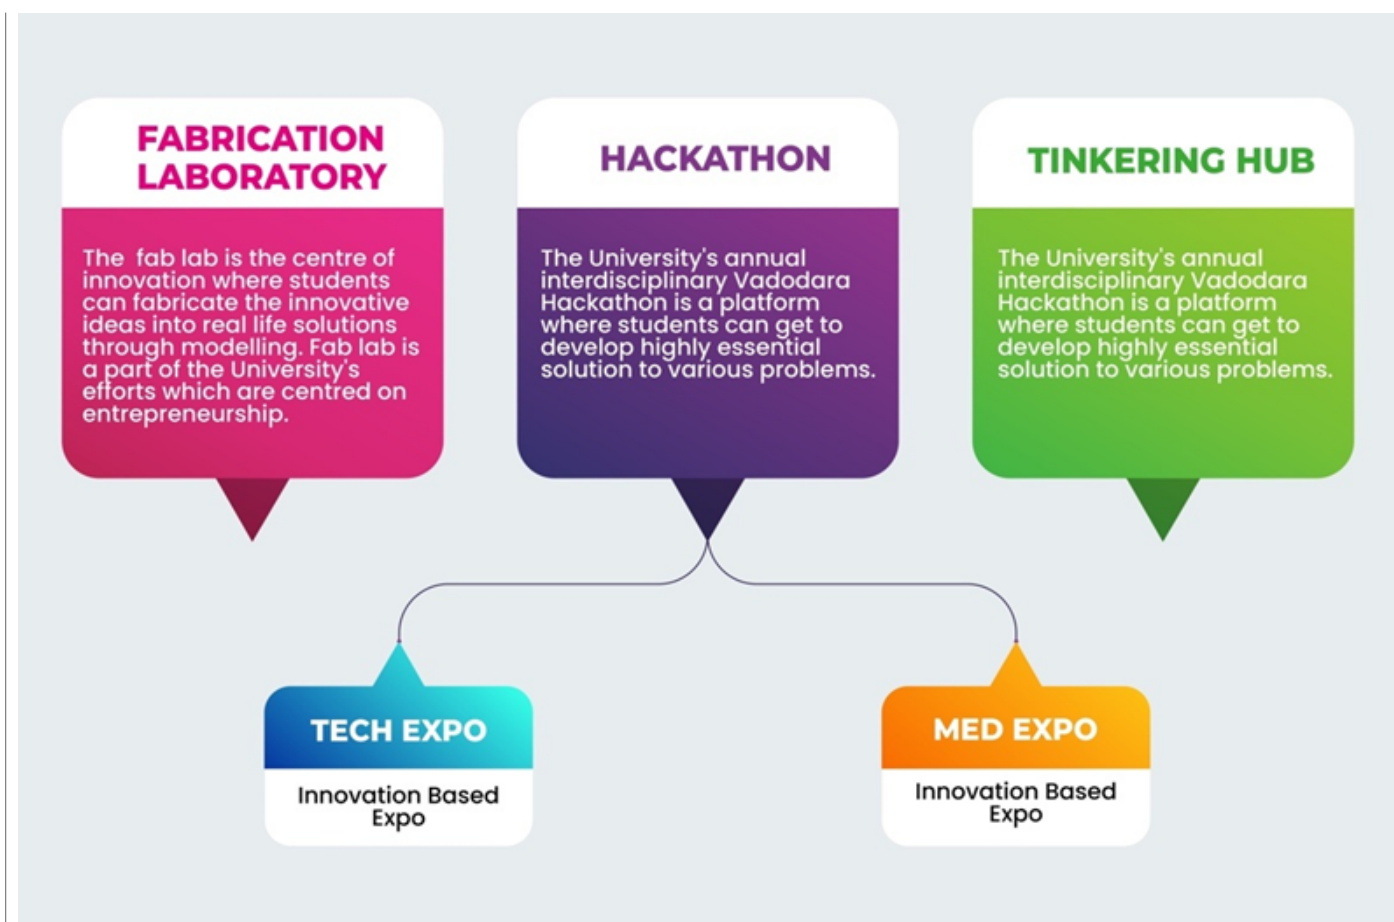 FABRICATION
LABORATORY
The fab lab is the centre of
innovation where students
can fabricate the innovative
ideas into real life solutions
through modelling. Fab lab is
a part of the University's
efforts which are centred on
entrepreneurship.
HACKATHON
The University's annual
interdisciplinary Vadodara
Hackathon is a platform
where students can get to
develop highly essential
solution to various problems.
TINKERING HUB
The University's annual
interdisciplinary Vadodara
Hackathon is a platform
where students can get to
develop highly essential
solution to various problems.
TECH EXPO
Innovation Based
Expo
MED EXPO
Innovation Based
Expo